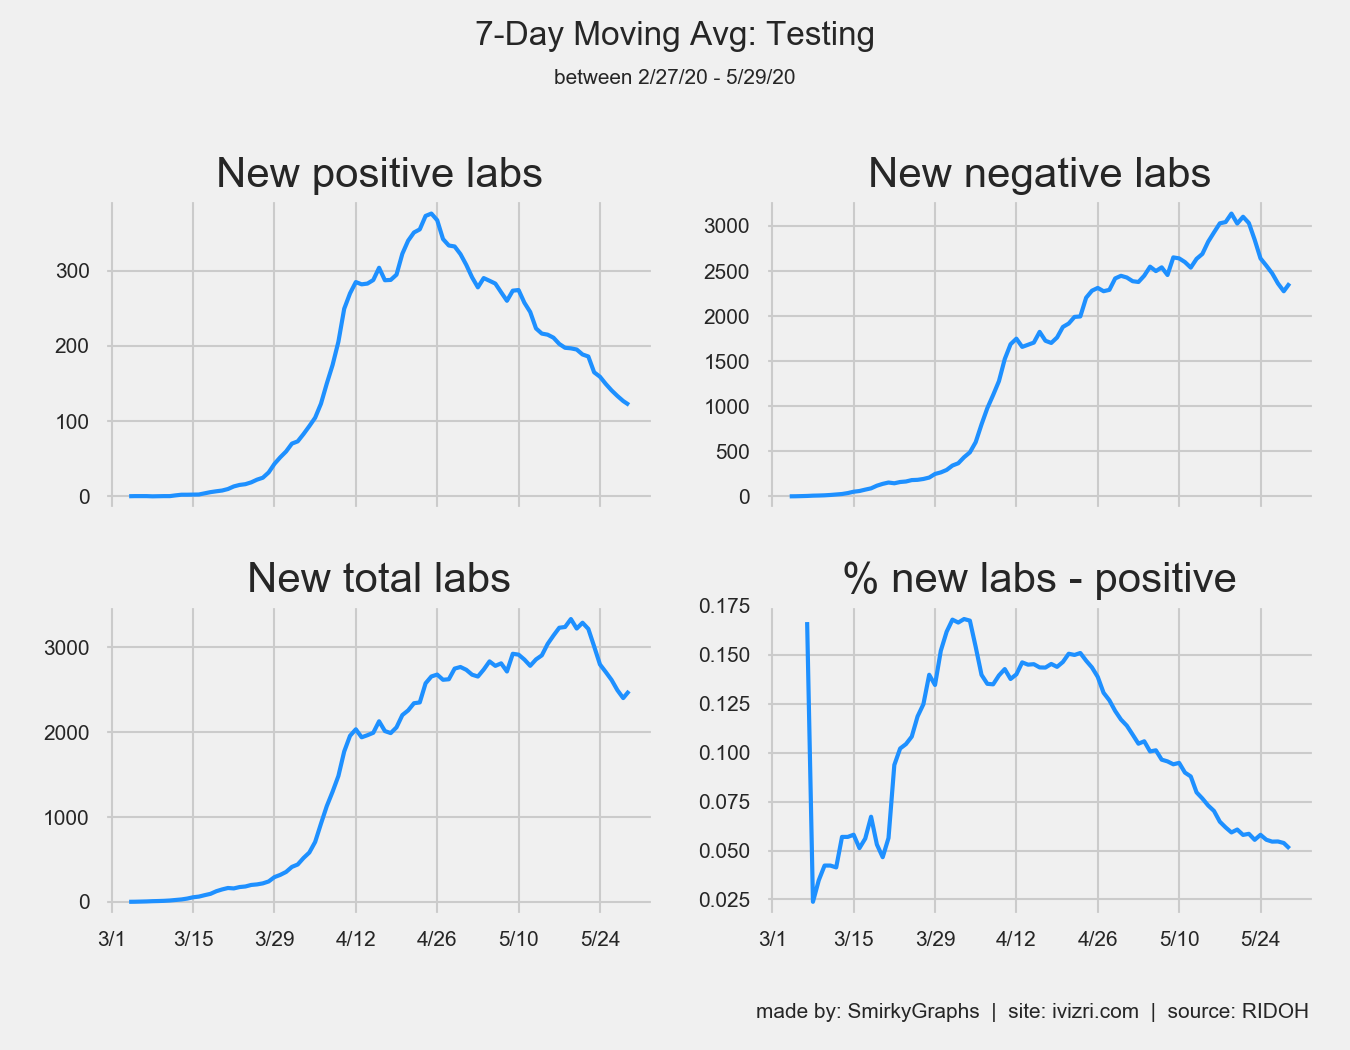 7-Day Moving Avg: Testing
between 2/27/20 - 5/29/20
New positive labs
300
200
100
0
New negative labs
3000
2500
2000
1500
1000
500
0
New total labs
3000
2000
1000
0
3/1 3/15 3/29 4/12 4/26 5/10 5/24
% new labs - positive
0.175
0.150
0.125
0.100
0.075
0.050
0.025
3/1 3/15 3/29 4/12 4/26 5/10 5/24
made by: SmirkyGraphs | site: ivizri.com | source: RIDOH